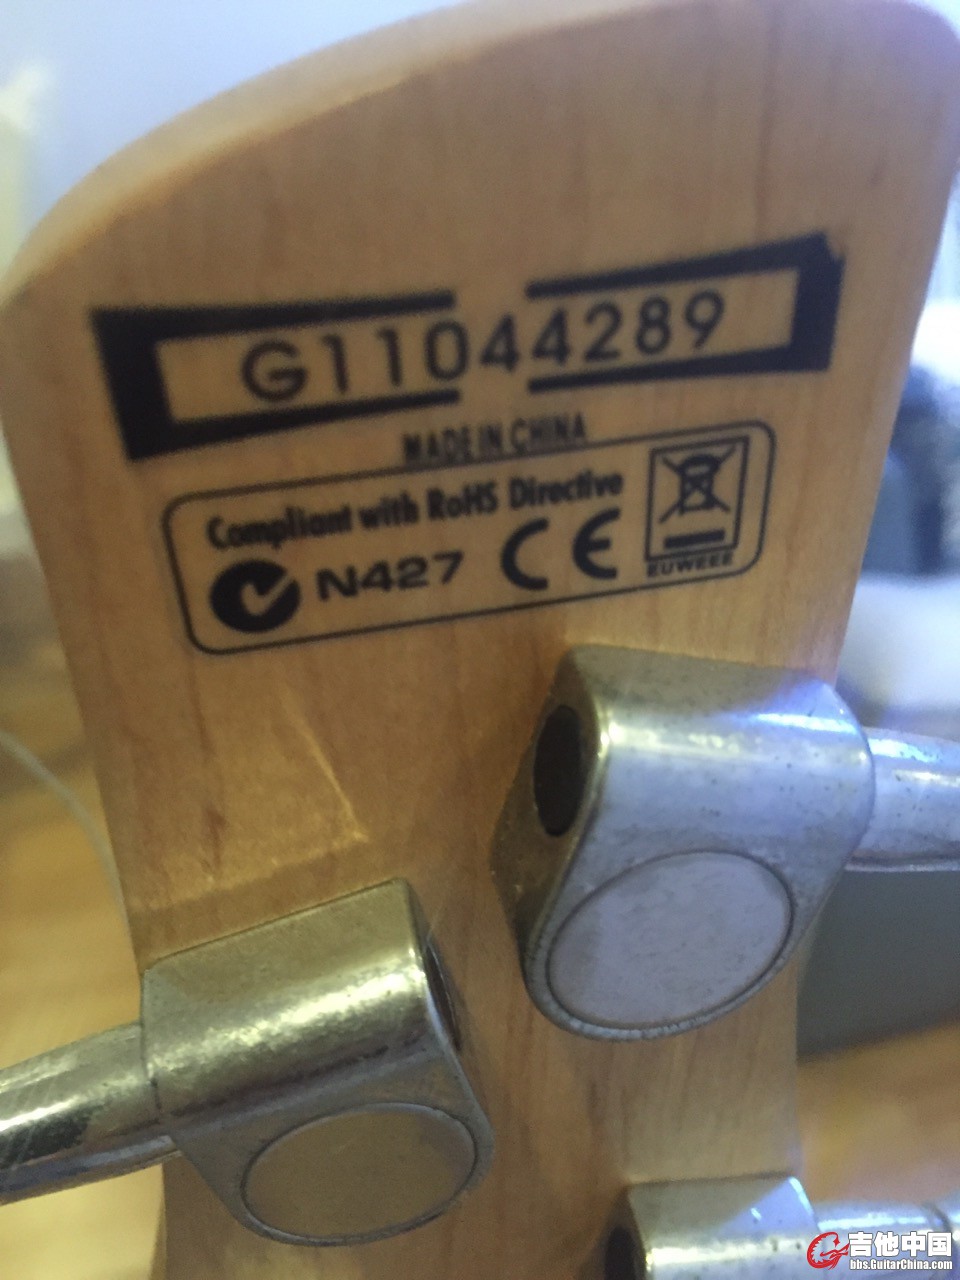 G11044289
MADE IN CHINA
Compliant with RoHS Directive
N427 CE
EUWEEE
吉他中国
bbs.GuitarChina.com